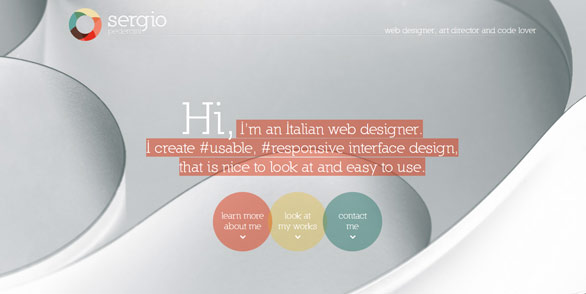 sergio
web designer, art director and code lover
Hi, I'm an Italian web designer.
I create #usable, #responsive interface design,
that is nice to look at and easy to use.
learn more
about me
look at
my works
contact
me